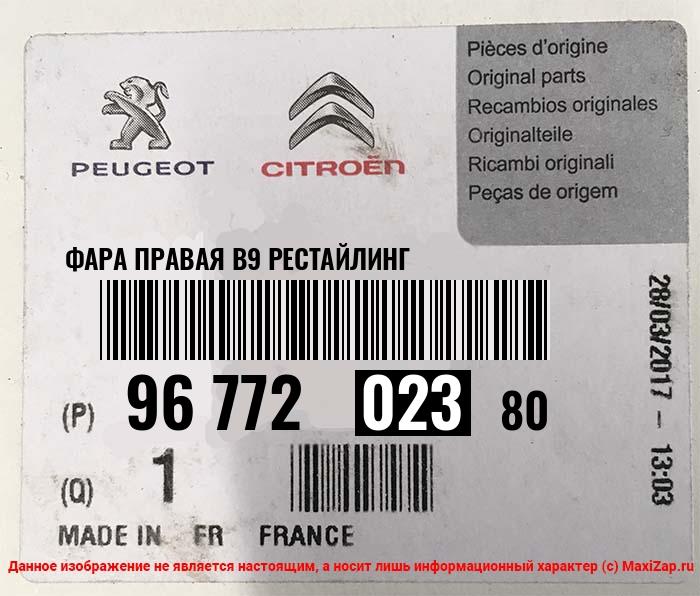 PEUGEOT
CITROËN
Pièces d'origine
Original parts
Recambios originales
Originalteile
Ricambi originali
Peças de origem
ФАРА ПРАВАЯ В9 РЕСТАЙЛИНГ
(P) 96 772 023 80
(Q) 1
MADE IN FR FRANCE
28/03/2017 – 13:03
Данное изображение не является настоящим, а носит лишь информационный характер (с) MaxiZap.ru